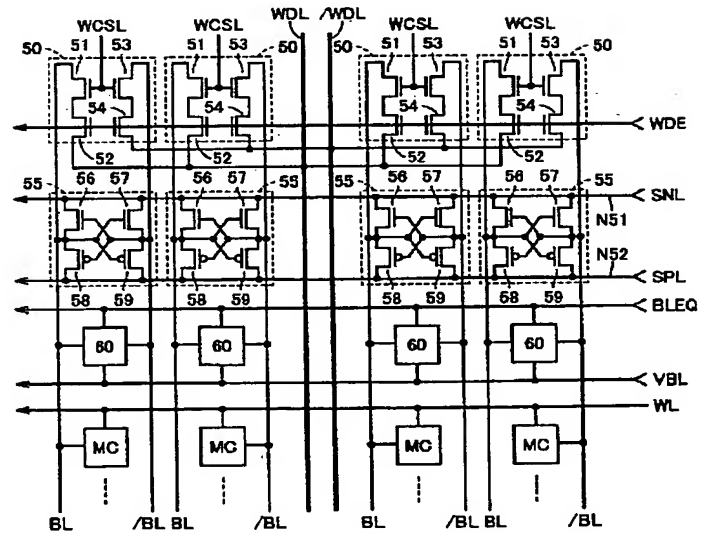 WCSL WCSL WDL /WDL WCSL WCSL
51 53 50 51 53 50 50 51 53 50 51 53 50
54 54 54 54
WDE
52 52 52 52
55 56 57 56 57 55 55 56 57 56 57 55
SNL
N51
N52
SPL
58 59 58 59 58 59 58 59
BLEQ
60 60 60 60
VBL
WL
MC MC MC MC
BL /BL BL /BL BL /BL BL /BL